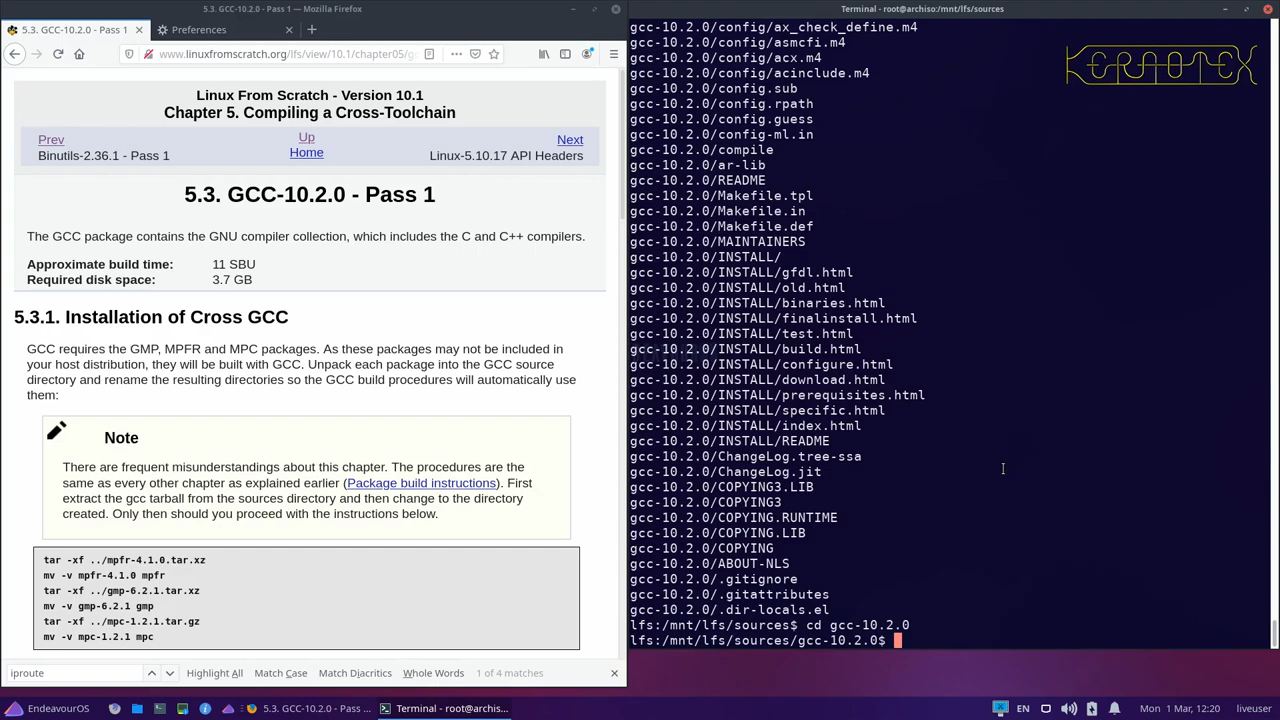 5.3. GCC-10.2.0 - Pass 1 — Mozilla Firefox
5.3. GCC-10.2.0 - Pass 1
Preferences
www.linuxfromscratch.org/lfs/view/10.1/chapter05/
Linux From Scratch - Version 10.1
Chapter 5. Compiling a Cross-Toolchain
Prev
Up
Next
Binutils-2.36.1 - Pass 1
Home
Linux-5.10.17 API Headers
5.3. GCC-10.2.0 - Pass 1
The GCC package contains the GNU compiler collection, which includes the C and C++ compilers.
Approximate build time: 11 SBU
Required disk space: 3.7 GB
5.3.1. Installation of Cross GCC
GCC requires the GMP, MPFR and MPC packages. As these packages may not be included in
your host distribution, they will be built with GCC. Unpack each package into the GCC source
directory and rename the resulting directories so the GCC build procedures will automatically use
them:
Note
There are frequent misunderstandings about this chapter. The procedures are the
same as every other chapter as explained earlier (Package build instructions). First
extract the gcc tarball from the sources directory and then change to the directory
created. Only then should you proceed with the instructions below.
tar -xf ../mpfr-4.1.0.tar.xz
mv -v mpfr-4.1.0 mpfr
tar -xf ../gmp-6.2.1.tar.xz
mv -v gmp-6.2.1 gmp
tar -xf ../mpc-1.2.1.tar.gz
mv -v mpc-1.2.1 mpc
iproute
Highlight All
Match Case
Match Diacritics
Whole Words
1 of 4 matches
Terminal - root@archiso:/mnt/lfs/sources
gcc-10.2.0/config/ax_check_define.m4
gcc-10.2.0/config/asmcfi.m4
gcc-10.2.0/config/acx.m4
gcc-10.2.0/config/acinclude.m4
gcc-10.2.0/config.sub
gcc-10.2.0/config.rpath
gcc-10.2.0/config.guess
gcc-10.2.0/config-ml.in
gcc-10.2.0/compile
gcc-10.2.0/ar-lib
gcc-10.2.0/README
gcc-10.2.0/Makefile.tpl
gcc-10.2.0/Makefile.in
gcc-10.2.0/Makefile.def
gcc-10.2.0/MAINTAINERS
gcc-10.2.0/INSTALL/
gcc-10.2.0/INSTALL/gfdl.html
gcc-10.2.0/INSTALL/old.html
gcc-10.2.0/INSTALL/binaries.html
gcc-10.2.0/INSTALL/finalinstall.html
gcc-10.2.0/INSTALL/test.html
gcc-10.2.0/INSTALL/build.html
gcc-10.2.0/INSTALL/configure.html
gcc-10.2.0/INSTALL/download.html
gcc-10.2.0/INSTALL/prerequisites.html
gcc-10.2.0/INSTALL/specific.html
gcc-10.2.0/INSTALL/index.html
gcc-10.2.0/INSTALL/README
gcc-10.2.0/ChangeLog.tree-ssa
gcc-10.2.0/ChangeLog.jit
gcc-10.2.0/COPYING3.LIB
gcc-10.2.0/COPYING3
gcc-10.2.0/COPYING.RUNTIME
gcc-10.2.0/COPYING.LIB
gcc-10.2.0/COPYING
gcc-10.2.0/ABOUT-NLS
gcc-10.2.0/.gitignore
gcc-10.2.0/.gitattributes
gcc-10.2.0/.dir-locals.el
lfs:/mnt/lfs/sources$ cd gcc-10.2.0
lfs:/mnt/lfs/sources/gcc-10.2.0$
EndeavourOS
5.3. GCC-10.2.0 - Pass 1 ...
Terminal - root@archis...
EN
Mon 1 Mar, 12:20
liveuser